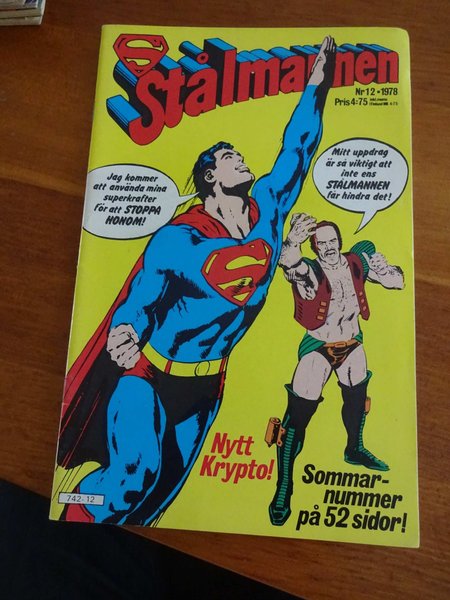 S
Stålmannen
Nr 12 • 1978
Pris 4:75
Jag kommer
att använda mina
superkrafter
för att STOPPA
HONOM!
Mitt uppdrag
är så viktigt att
inte ens
STÅLMANNEN
får hindra det!
S
Nytt
Krypto!
Sommar-
nummer
på 52 sidor!
742-12